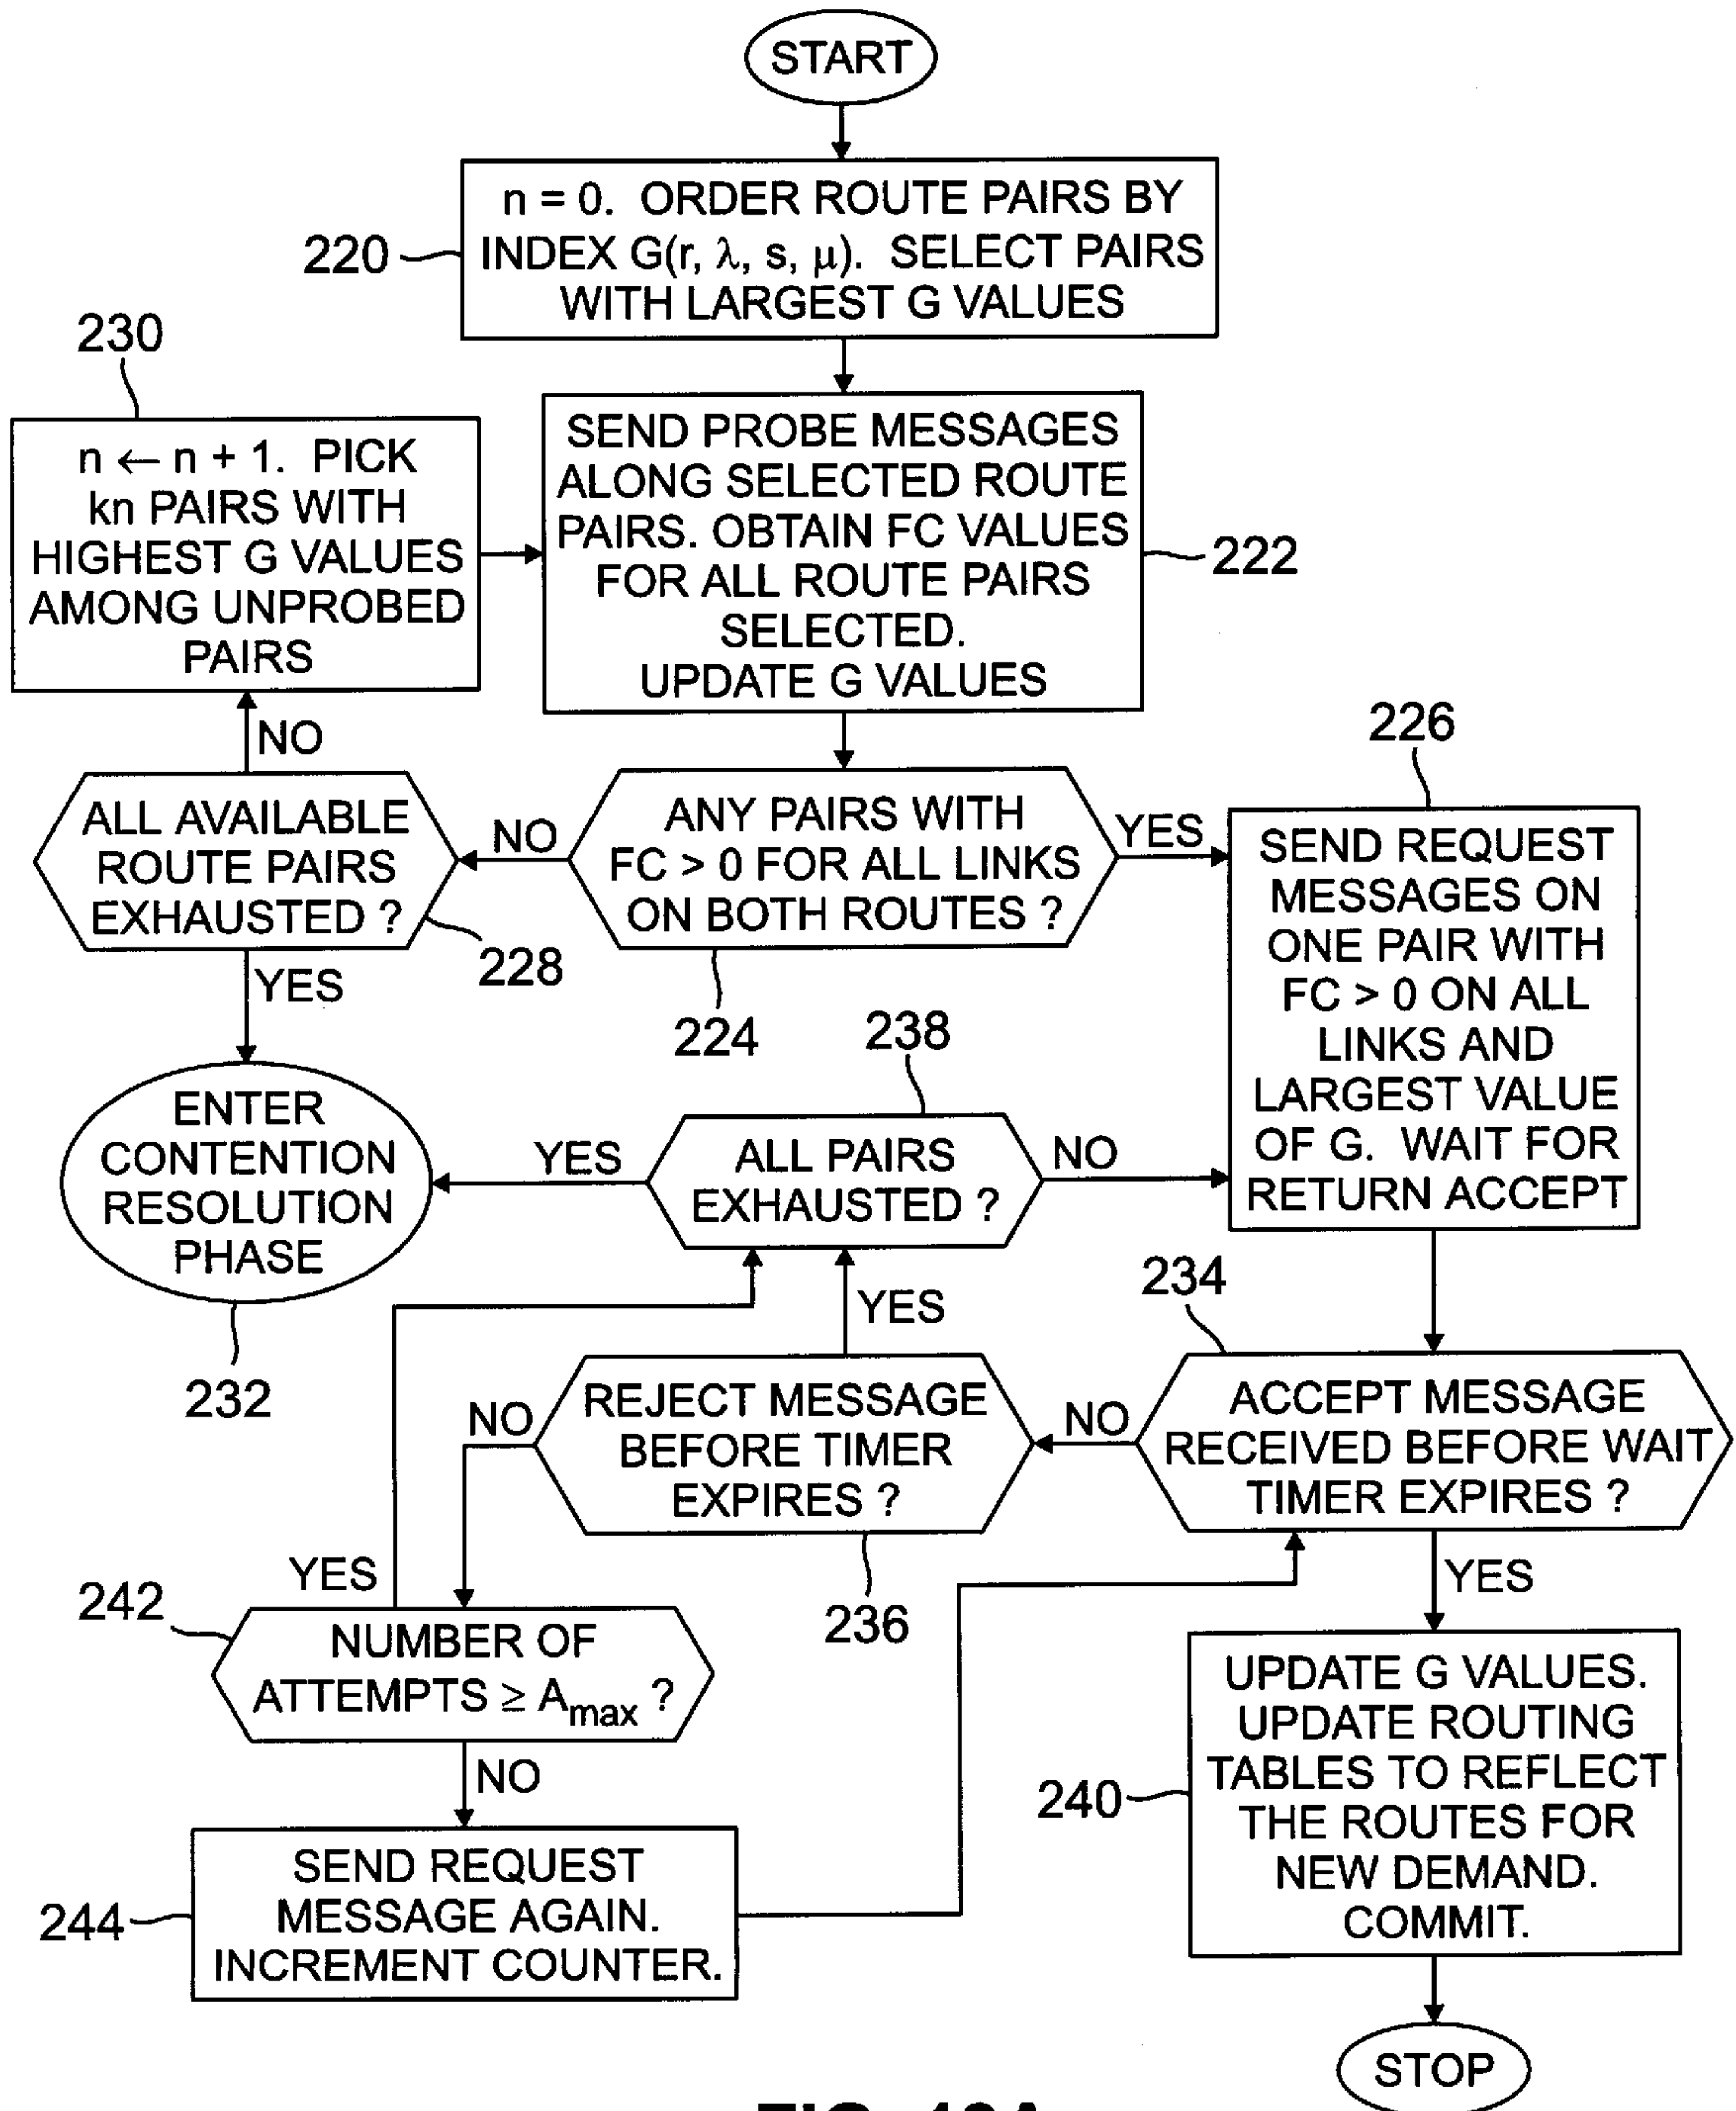 START
n = 0. ORDER ROUTE PAIRS BY
INDEX G(r, λ, s, μ). SELECT PAIRS
WITH LARGEST G VALUES
220
230
n ← n + 1. PICK
kn PAIRS WITH
HIGHEST G VALUES
AMONG UNPROBED
PAIRS
SEND PROBE MESSAGES
ALONG SELECTED ROUTE
PAIRS. OBTAIN FC VALUES
FOR ALL ROUTE PAIRS
SELECTED.
UPDATE G VALUES
222
NO
ALL AVAILABLE
ROUTE PAIRS
EXHAUSTED ?
228
NO
ANY PAIRS WITH
FC > 0 FOR ALL LINKS
ON BOTH ROUTES ?
224
YES
226
SEND REQUEST
MESSAGES ON
ONE PAIR WITH
FC > 0 ON ALL
LINKS AND
LARGEST VALUE
OF G. WAIT FOR
RETURN ACCEPT
YES
ENTER
CONTENTION
RESOLUTION
PHASE
232
YES
238
ALL PAIRS
EXHAUSTED ?
NO
YES
234
ACCEPT MESSAGE
RECEIVED BEFORE WAIT
TIMER EXPIRES ?
NO
REJECT MESSAGE
BEFORE TIMER
EXPIRES ?
236
NO
YES
242
NUMBER OF
ATTEMPTS ≥ Amax ?
NO
244
SEND REQUEST
MESSAGE AGAIN.
INCREMENT COUNTER.
YES
240
UPDATE G VALUES.
UPDATE ROUTING
TABLES TO REFLECT
THE ROUTES FOR
NEW DEMAND.
COMMIT.
STOP